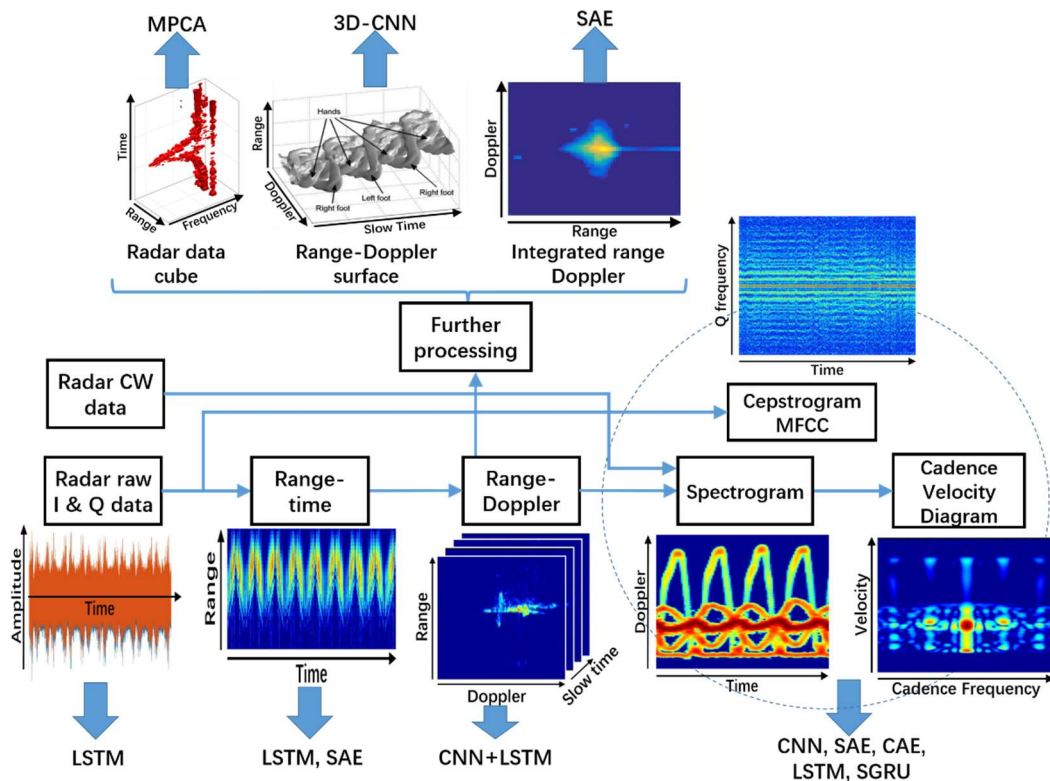 MPCA
3D-CNN
SAE
Time
Range
Frequency
Range
Doppler
Slow Time
Hands
Right foot
Left foot
Right foot
Doppler
Range
Radar data
cube
Range-Doppler
surface
Integrated range
Doppler
Q frequency
Time
Further
processing
Radar CW
data
Cepstrogram
MFCC
Radar raw
I & Q data
Range-
time
Range-
Doppler
Spectrogram
Cadence
Velocity
Diagram
Amplitude
Time
Range
Time
Range
Doppler
Slow time
Doppler
Time
Velocity
Cadence Frequency
LSTM
LSTM, SAE
CNN+LSTM
CNN, SAE, CAE,
LSTM, SGRU